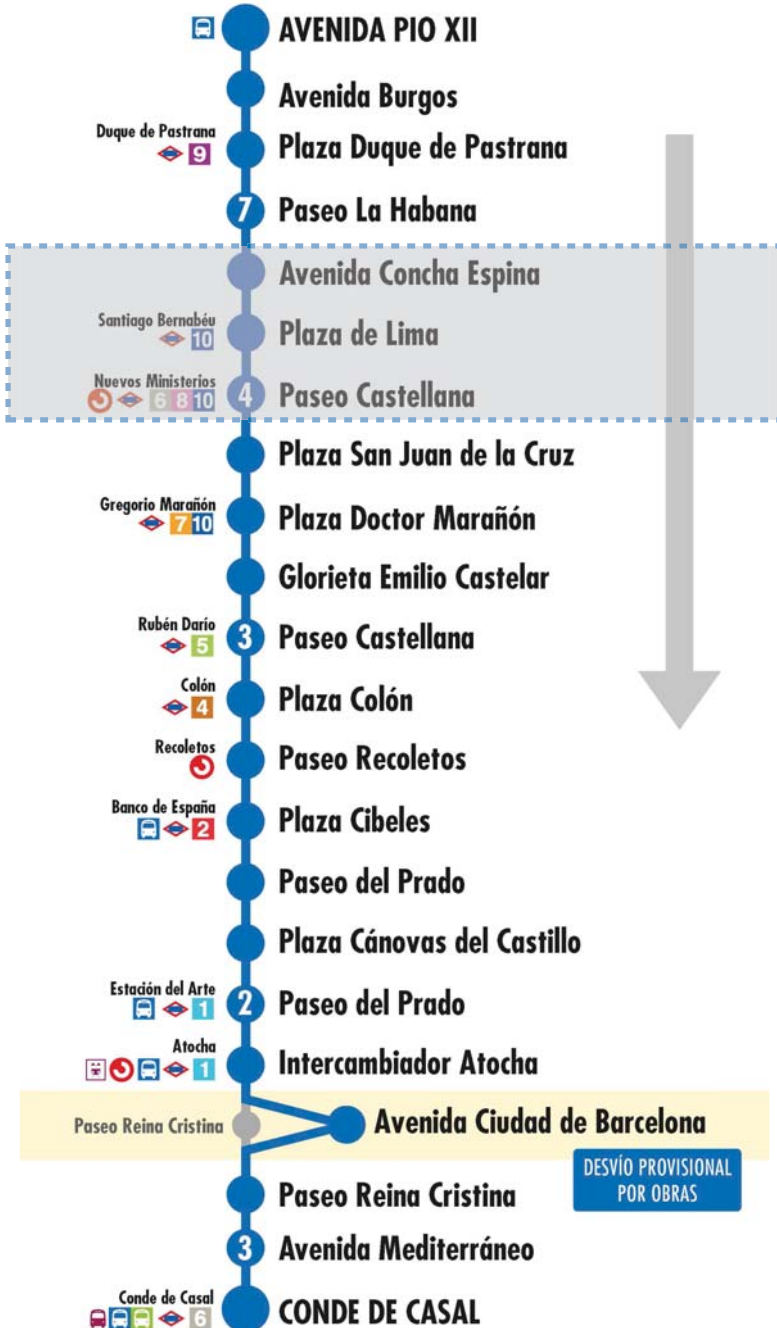 AVENIDA PIO XII
Avenida Burgos
Duque de Pastrana
9
Plaza Duque de Pastrana
7 Paseo La Habana
Avenida Concha Espina
Santiago Bernabéu
10
Plaza de Lima
Nuevos Ministerios
6 8 10
4 Paseo Castellana
Plaza San Juan de la Cruz
Gregorio Marañón
7 10
Plaza Doctor Marañón
Glorieta Emilio Castelar
Rubén Darío
5
3 Paseo Castellana
Colón
4
Plaza Colón
Recoletos
Paseo Recoletos
Banco de España
2
Plaza Cibeles
Paseo del Prado
Plaza Cánovas del Castillo
Estación del Arte
1
2 Paseo del Prado
Atocha
1
Intercambiador Atocha
Paseo Reina Cristina
Avenida Ciudad de Barcelona
DESVÍO PROVISIONAL
POR OBRAS
Paseo Reina Cristina
3 Avenida Mediterráneo
Conde de Casal
6
CONDE DE CASAL